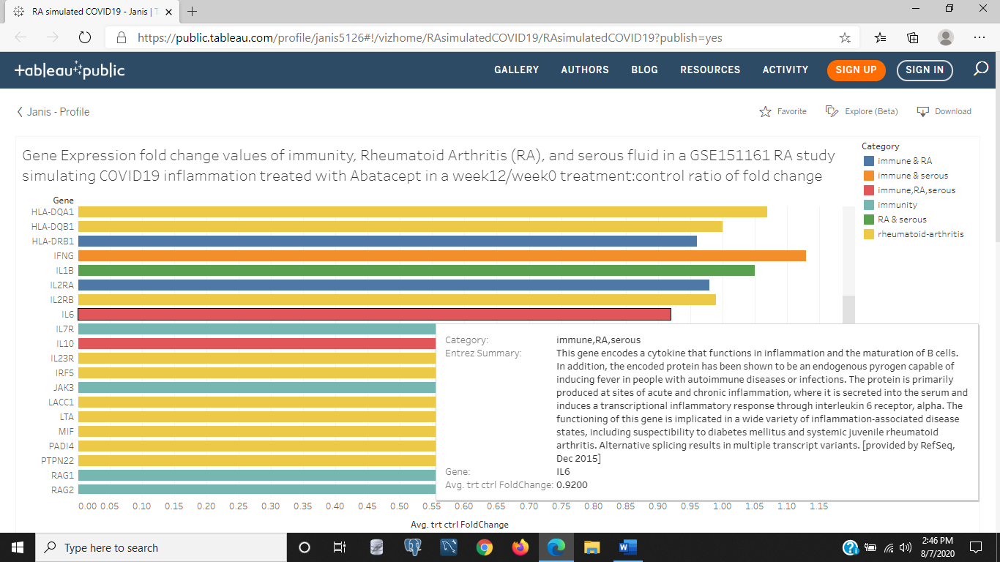 RA simulated COVID19 - Janis | T
https://public.tableau.com/profile/janis5126#!/vizhome/RAsimulatedCOVID19/RAsimulatedCOVID19?publish=yes
tableau public
GALLERY AUTHORS BLOG RESOURCES ACTIVITY SIGN UP SIGN IN
Janis - Profile
Favorite Explore (Beta) Download
Gene Expression fold change values of immunity, Rheumatoid Arthritis (RA), and serous fluid in a GSE151161 RA study
simulating COVID19 inflammation treated with Abatacept in a week12/week0 treatment:control ratio of fold change
Category
immune & RA
immune & serous
immune,RA,serous
immunity
RA & serous
rheumatoid-arthritis
Gene
HLA-DQA1
HLA-DQB1
HLA-DRB1
IFNG
IL1B
IL2RA
IL2RB
IL6
IL7R
IL10
IL23R
IRF5
JAK3
LACC1
LTA
MIF
PADI4
PTPN22
RAG1
RAG2
Category: immune,RA,serous
Entrez Summary: This gene encodes a cytokine that functions in inflammation and the maturation of B cells.
In addition, the encoded protein has been shown to be an endogenous pyrogen capable of
inducing fever in people with autoimmune diseases or infections. The protein is primarily
produced at sites of acute and chronic inflammation, where it is secreted into the serum and
induces a transcriptional inflammatory response through interleukin 6 receptor, alpha. The
functioning of this gene is implicated in a wide variety of inflammation-associated disease
states, including suspectibility to diabetes mellitus and systemic juvenile rheumatoid
arthritis. Alternative splicing results in multiple transcript variants. [provided by RefSeq,
Dec 2015]
Gene: IL6
Avg. trt ctrl FoldChange: 0.9200
0.00 0.05 0.10 0.15 0.20 0.25 0.30 0.35 0.40 0.45 0.50 0.55 0.60 0.65 0.70 0.75 0.80 0.85 0.90 0.95 1.00 1.05 1.10 1.15
Avg. trt ctrl FoldChange
Type here to search
2:46 PM
8/7/2020